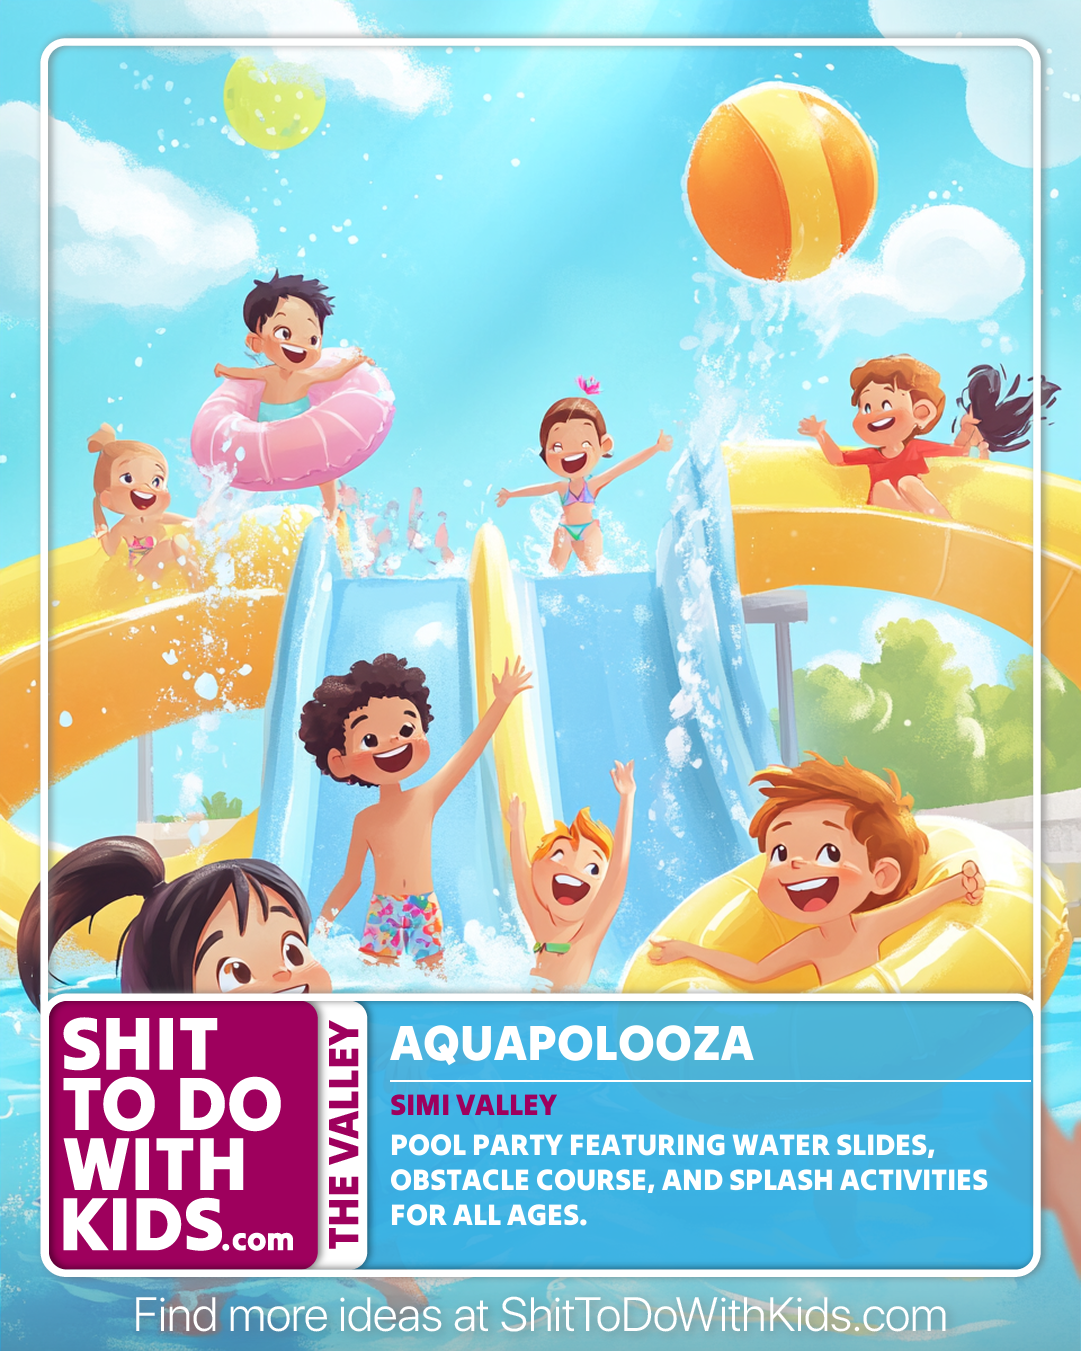 SHIT
TO DO
WITH
KIDS.com
THE VALLEY
AQUAPOLOOZA
SIMI VALLEY
POOL PARTY FEATURING WATER SLIDES,
OBSTACLE COURSE, AND SPLASH ACTIVITIES
FOR ALL AGES.
Find more ideas at ShitToDoWithKids.com